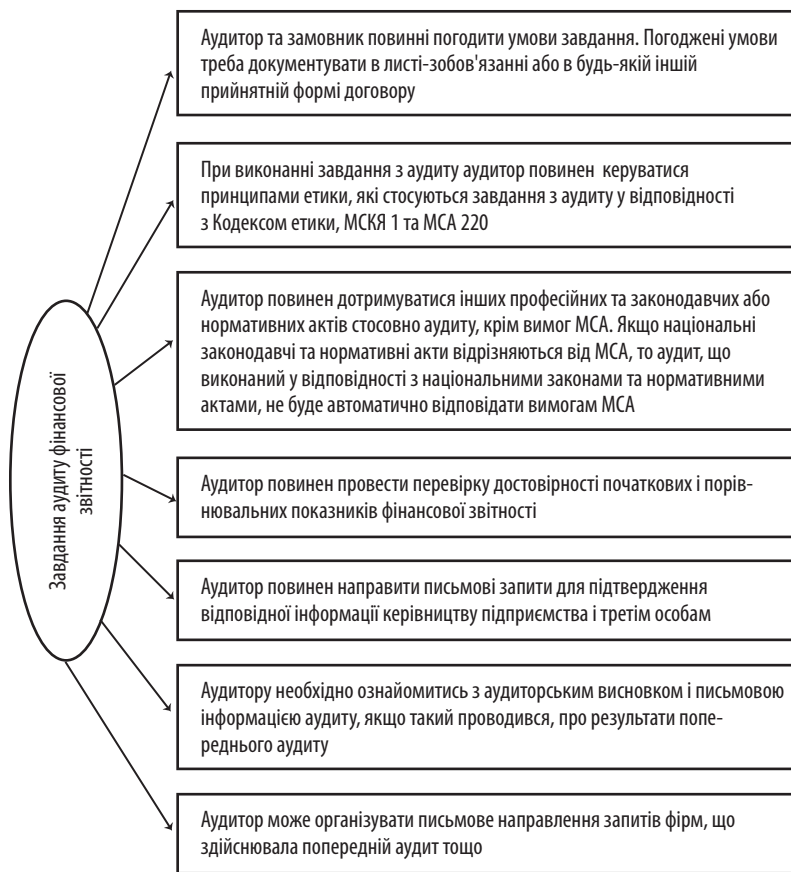 Аудитор та замовник повинні погодити умови завдання. Погоджені умови
треба документувати в листі-зобов'язанні або в будь-якій іншій
прийнятній формі договору
При виконанні завдання з аудиту аудитор повинен керуватися
принципами етики, які стосуються завдання з аудиту у відповідності
з Кодексом етики, МСКЯ 1 та МСА 220
Аудитор повинен дотримуватися інших професійних та законодавчих або
нормативних актів стосовно аудиту, крім вимог МСА. Якщо національні
законодавчі та нормативні акти відрізняються від МСА, то аудит, що
виконаний у відповідності з національними законами та нормативними
актами, не буде автоматично відповідати вимогам МСА
Завдання аудиту фінансової
звітності
Аудитор повинен провести перевірку достовірності початкових і порів-
нювальних показників фінансової звітності
Аудитор повинен направити письмові запити для підтвердження
відповідної інформації керівництву підприємства і третім особам
Аудитору необхідно ознайомитись з аудиторським висновком і письмовою
інформацією аудиту, якщо такий проводився, про результати попе-
реднього аудиту
Аудитор може організувати письмове направлення запитів фірм, що
здійснювала попередній аудит тощо